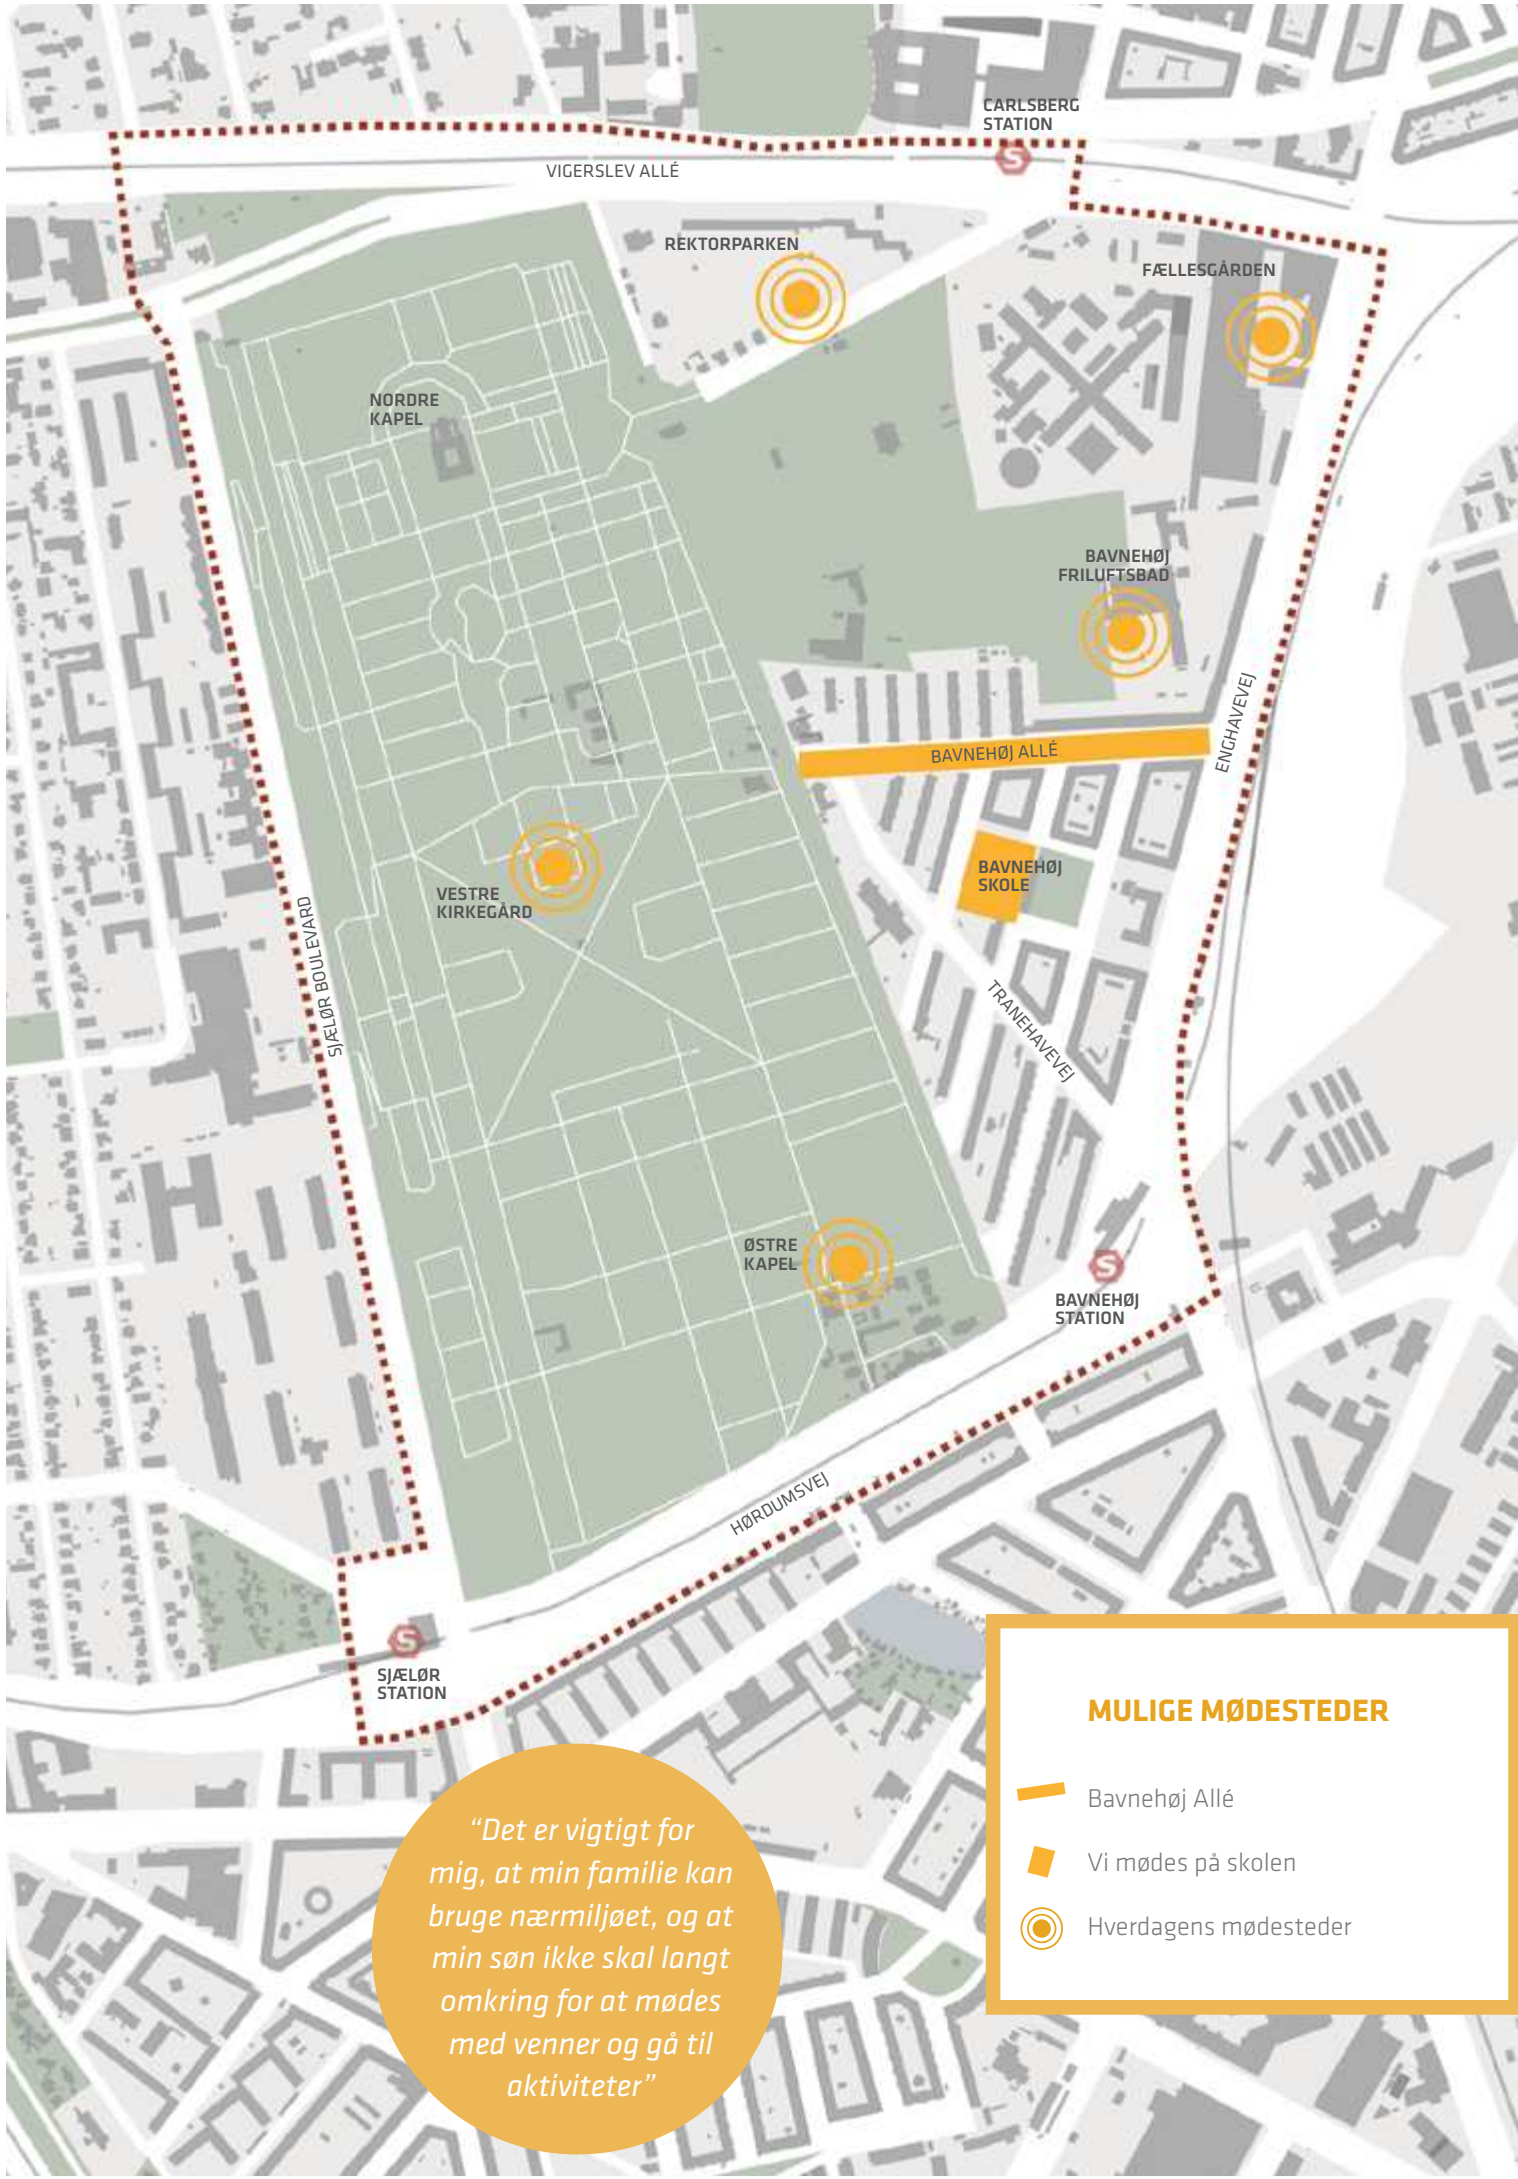 CARLSBERG
STATION
S
VIGERSLEV ALLÉ
REKTORPARKEN
FÆLLESGÅRDEN
NORDRE
KAPEL
BAVNEHØJ
FRILUFTSBAD
ENGHAVEVEJ
BAVNEHØJ ALLÉ
BAVNEHØJ
SKOLE
VESTRE
KIRKEGÅRD
SJÆLØR BOULEVARD
TRANEHAVEVEJ
ØSTRE
KAPEL
S
BAVNEHØJ
STATION
HØRDUMSVEJ
S
SJÆLØR
STATION
MULIGE MØDESTEDER
Bavnehøj Allé
Vi mødes på skolen
Hverdagens mødesteder
“Det er vigtigt for
mig, at min familie kan
bruge nærmiljøet, og at
min søn ikke skal langt
omkring for at mødes
med venner og gå til
aktiviteter”